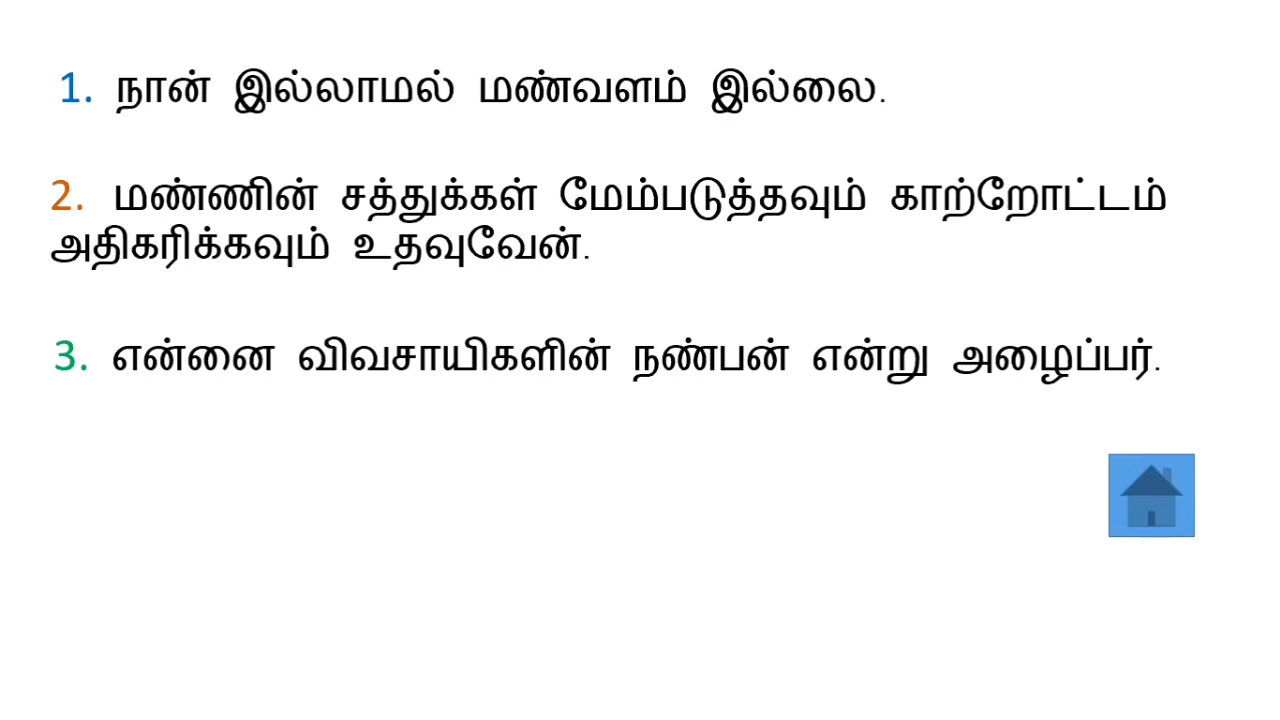 1. நான் இல்லாமல் மண்வளம் இல்லை.
2. மண்ணின் சத்துக்கள் மேம்படுத்தவும் காற்றோட்டம்
அதிகரிக்கவும் உதவுவேன்.
3. என்னை விவசாயிகளின் நண்பன் என்று அழைப்பர்.